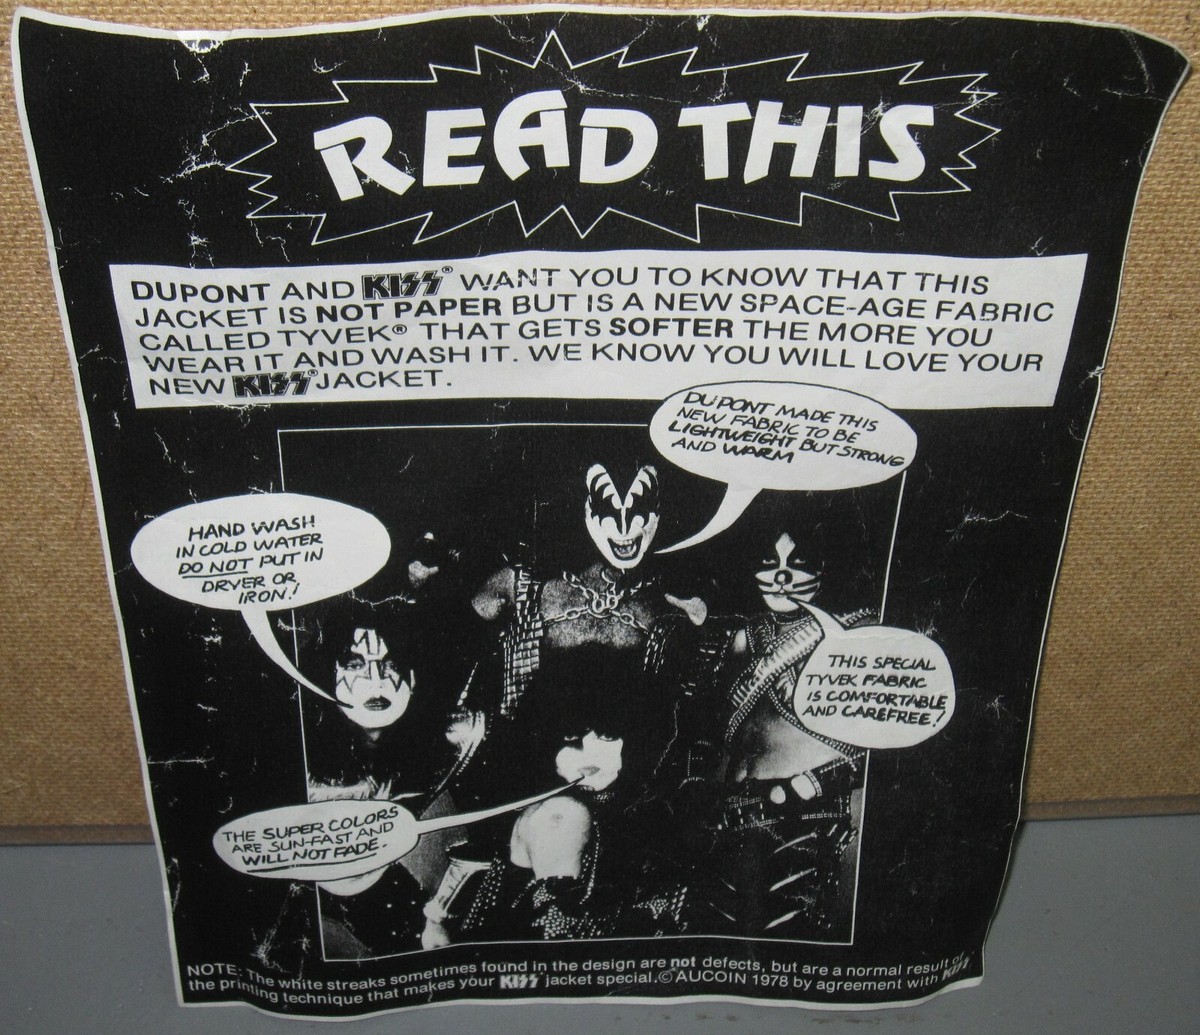 READ THIS
DUPONT AND KISS® WANT YOU TO KNOW THAT THIS
JACKET IS NOT PAPER BUT IS A NEW SPACE-AGE FABRIC
CALLED TYVEK® THAT GETS SOFTER THE MORE YOU
WEAR IT AND WASH IT. WE KNOW YOU WILL LOVE YOUR
NEW KISS® JACKET.
DUPONT MADE THIS
NEW FABRIC TO BE
LIGHTWEIGHT BUT STRONG
AND WARM
HAND WASH
IN COLD WATER
DO NOT PUT IN
DRYER OR
IRON!
THIS SPECIAL
TYVEK FABRIC
IS COMFORTABLE
AND CAREFREE!
THE SUPER COLORS
ARE SUN-FAST AND
WILL NOT FADE.
NOTE: The white streaks sometimes found in the design are not defects, but are a normal result of
the printing technique that makes your KISS® jacket special.© AUCOIN 1978 by agreement with KISS